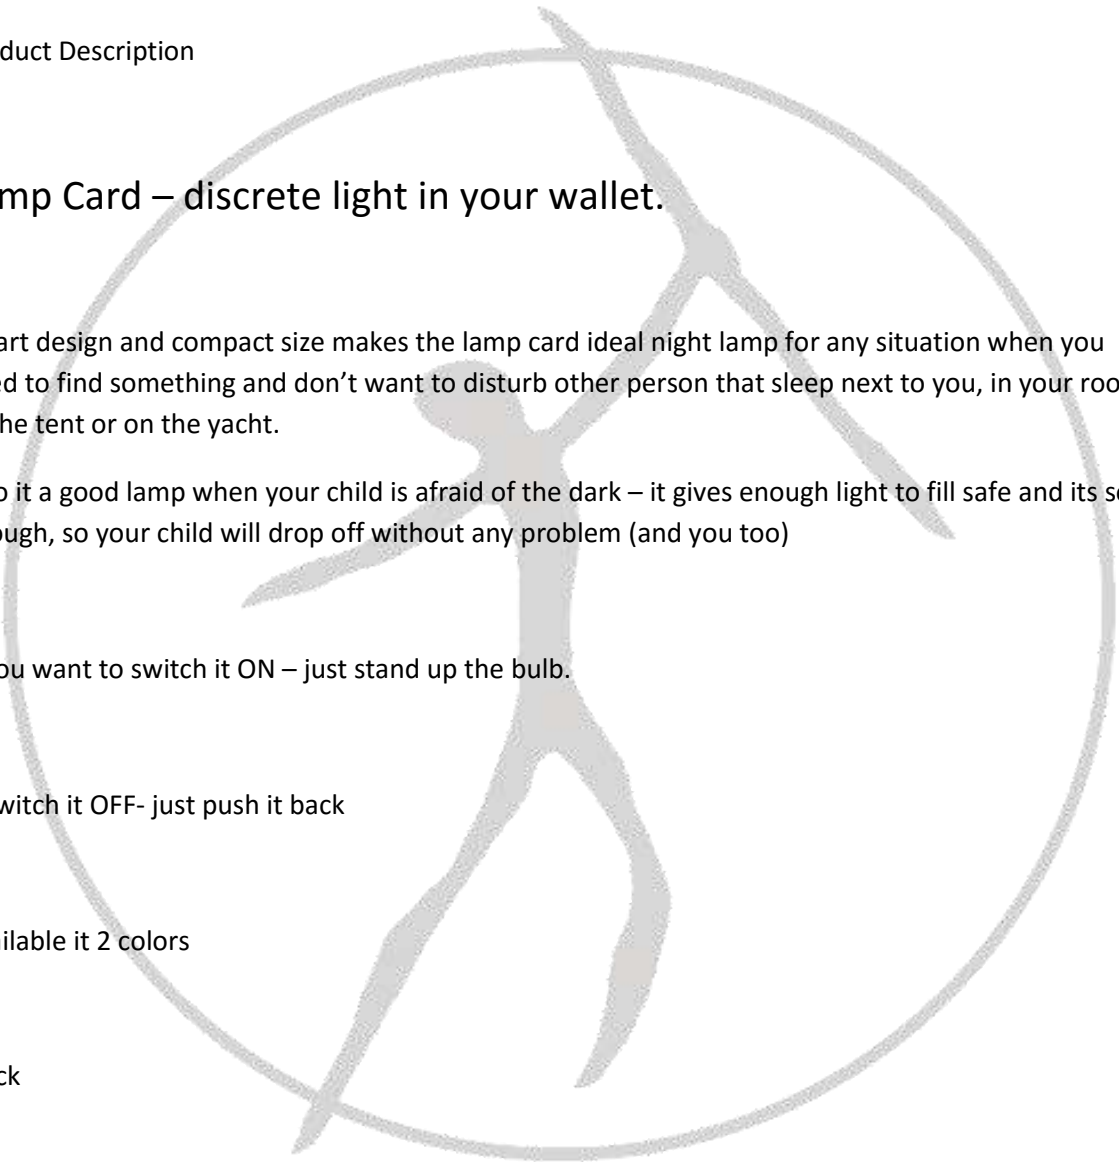 duct Description
mp Card – discrete light in your wallet.
art design and compact size makes the lamp card ideal night lamp for any situation when you
ed to find something and don't want to disturb other person that sleep next to you, in your roo
he tent or on the yacht.
o it a good lamp when your child is afraid of the dark – it gives enough light to fill safe and its so
ough, so your child will drop off without any problem (and you too)
ou want to switch it ON – just stand up the bulb.
witch it OFF- just push it back
ilable it 2 colors
ck